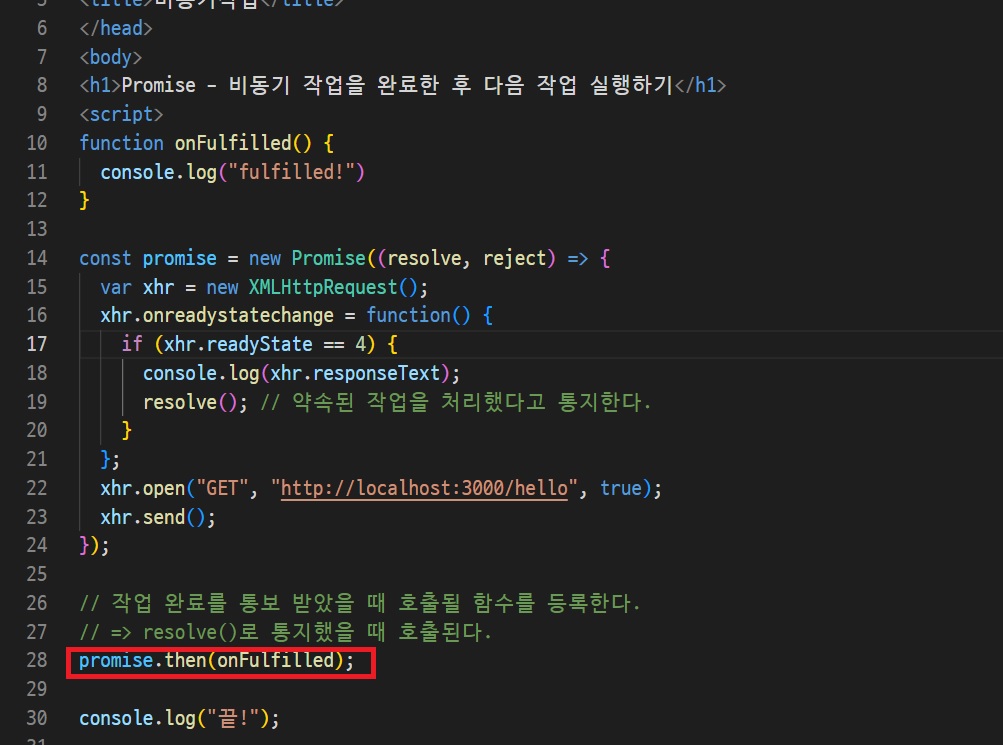 5 <title>비동기작업</title>
6 </head>
7 <body>
8 <h1>Promise - 비동기 작업을 완료한 후 다음 작업 실행하기</h1>
9 <script>
10 function onFulfilled() {
11 console.log("fulfilled!")
12 }
13
14 const promise = new Promise((resolve, reject) => {
15 var xhr = new XMLHttpRequest();
16 xhr.onreadystatechange = function() {
17 if (xhr.readyState == 4) {
18 console.log(xhr.responseText);
19 resolve(); // 약속된 작업을 처리했다고 통지한다.
20 }
21 };
22 xhr.open("GET", "http://localhost:3000/hello", true);
23 xhr.send();
24 });
25
26 // 작업 완료를 통보 받았을 때 호출될 함수를 등록한다.
27 // => resolve()로 통지했을 때 호출된다.
28 promise.then(onFulfilled);
29
30 console.log("끝!");
31